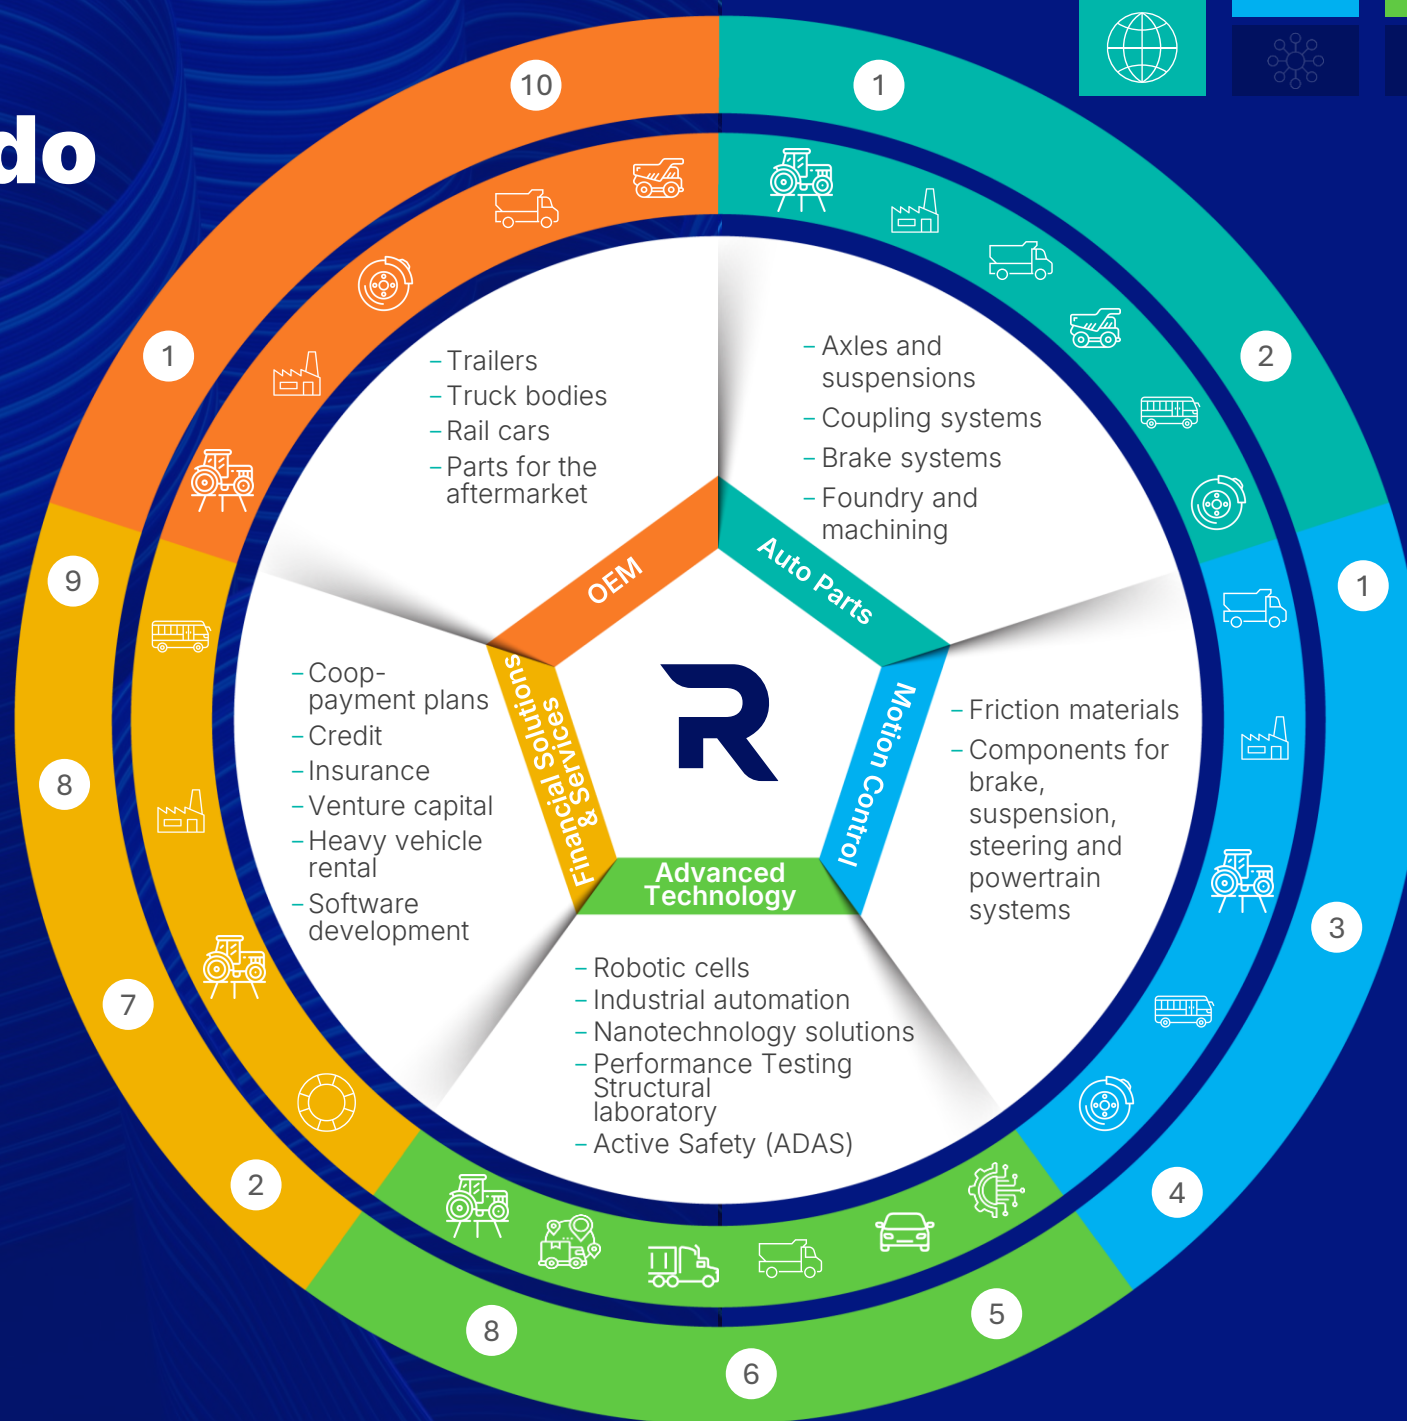 do
10
1
1
2
– Trailers
– Truck bodies
– Rail cars
– Parts for the
aftermarket
– Axles and
suspensions
– Coupling systems
– Brake systems
– Foundry and
machining
OEM
Auto Parts
9
8
7
2
– Coop-
payment plans
– Credit
– Insurance
– Venture capital
– Heavy vehicle
rental
– Software
development
Financial Solutions
& Services
R
Motion Control
– Friction materials
– Components for
brake,
suspension,
steering and
powertrain
systems
1
3
4
Advanced
Technology
– Robotic cells
– Industrial automation
– Nanotechnology solutions
– Performance Testing
Structural
laboratory
– Active Safety (ADAS)
8
6
5